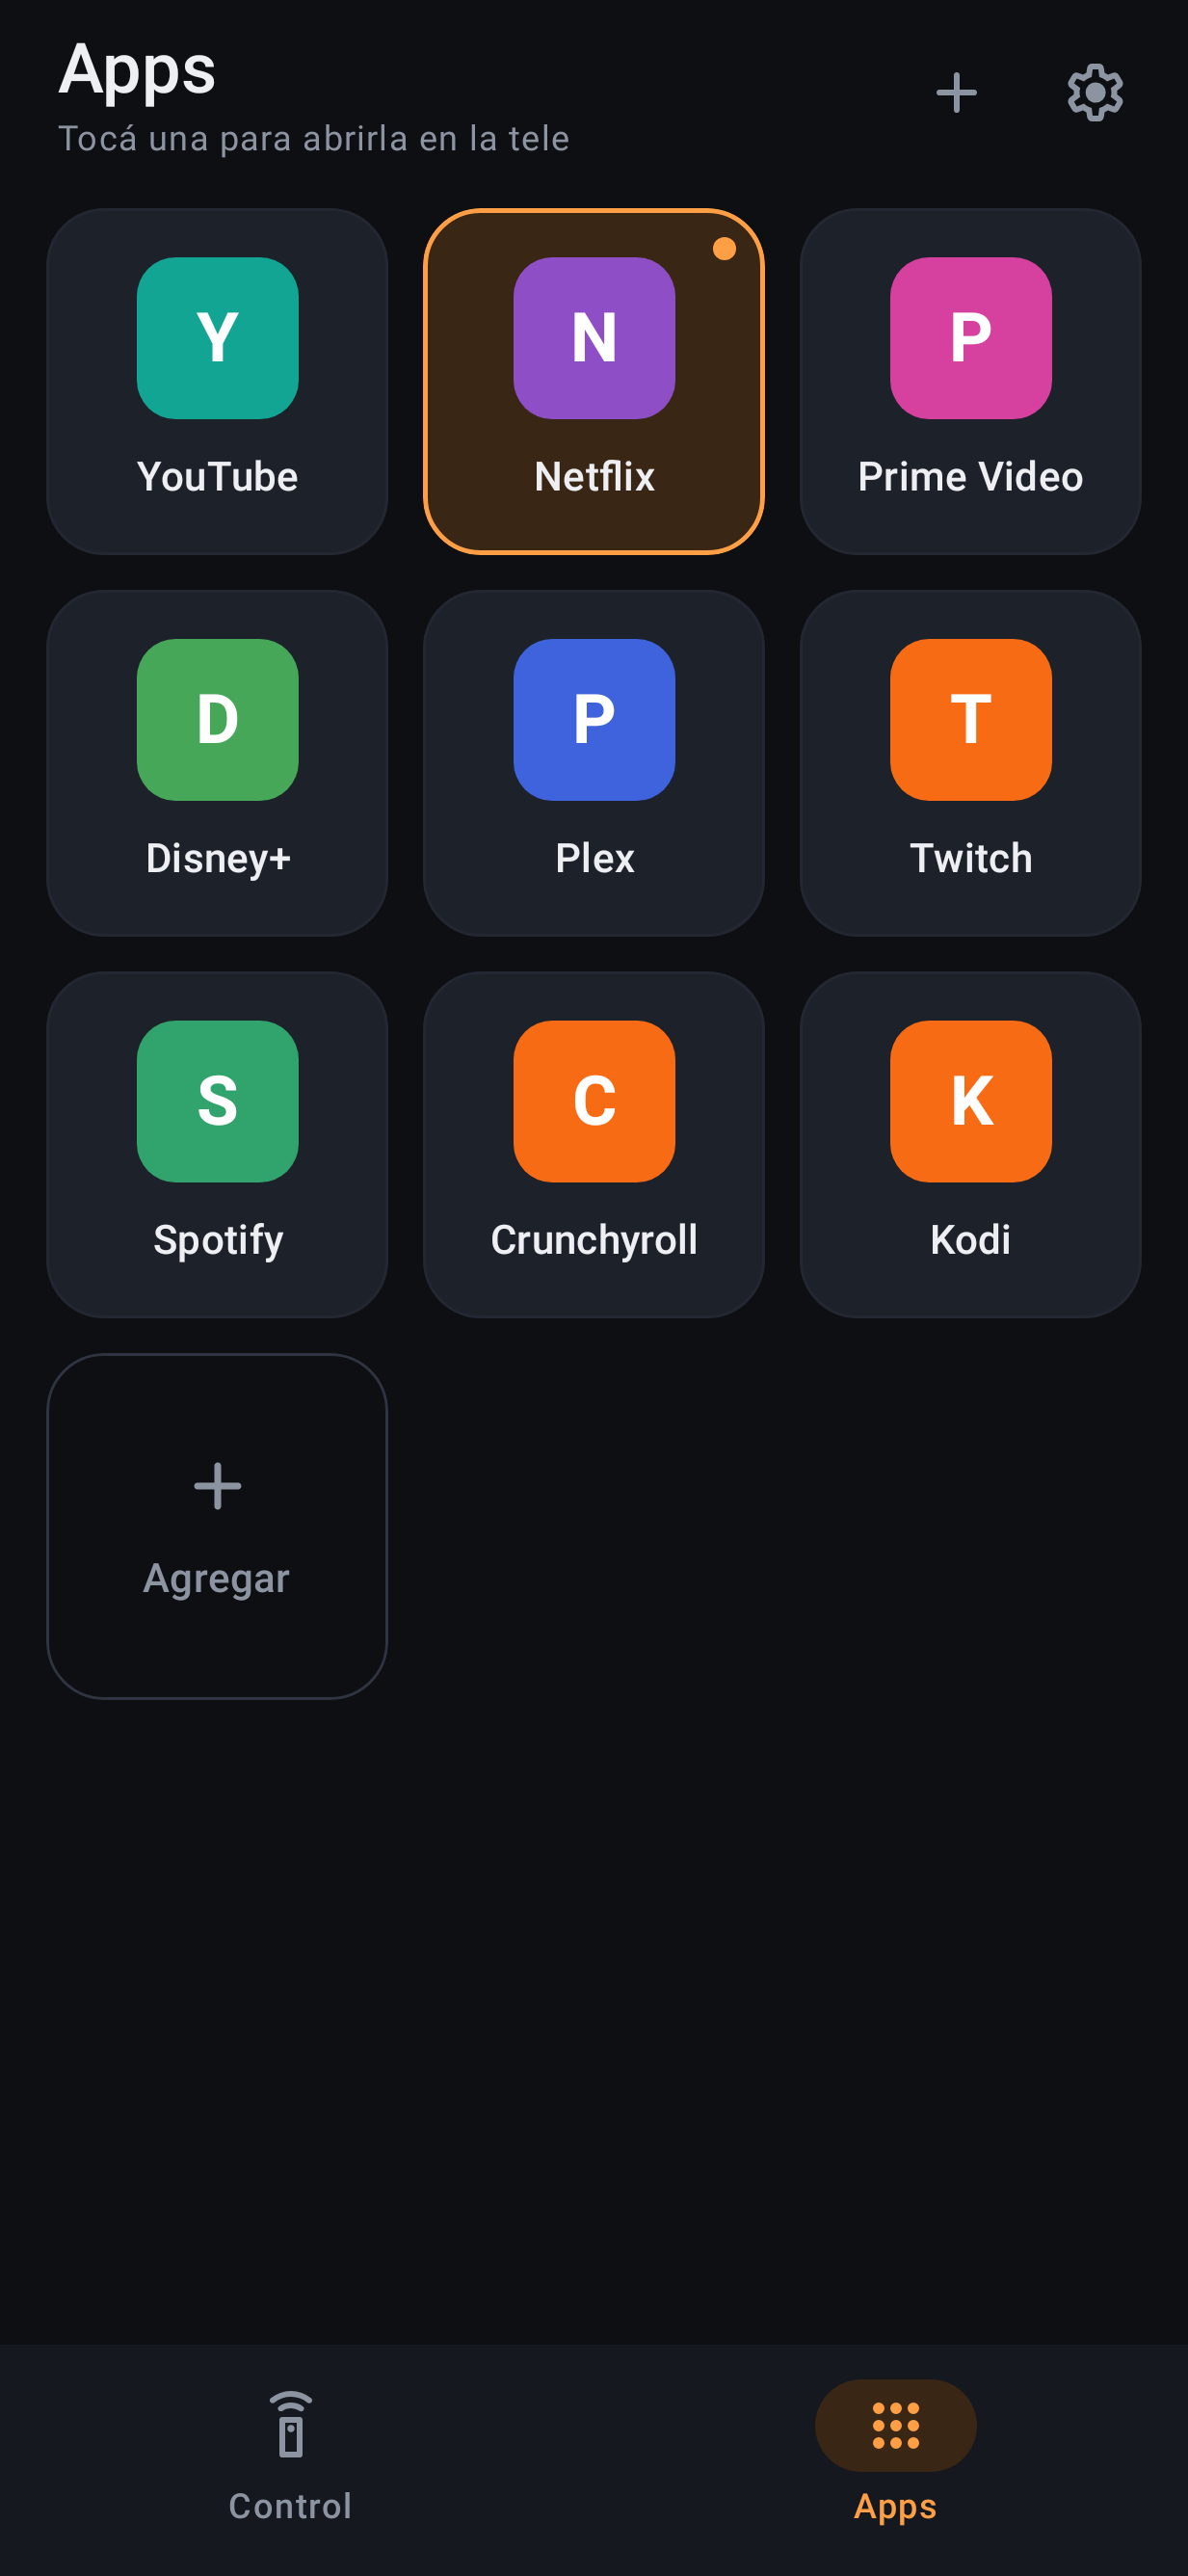 Apps
Tocá una para abrirla en la tele
Y
N
P
YouTube
Netflix
Prime Video
D
P
T
Disney+
Plex
Twitch
S
C
K
Spotify
Crunchyroll
Kodi
Agregar
Control
Apps